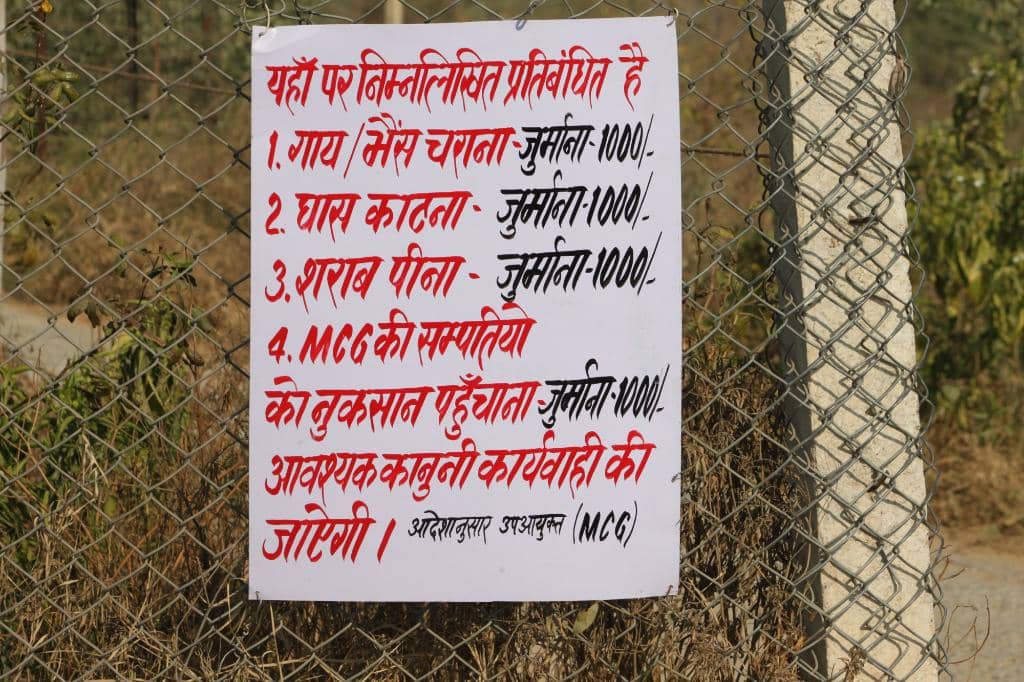 यहाँ पर निम्नलिखित प्रतिबंधित है
1. गाय / भैंस चराना - जुर्माना - 1000/-
2. घास काटना - जुर्माना - 1000/-
3. शराब पीना - जुर्माना - 1000/-
4. MCG की सम्पतियो
को नुकसान पहुँचाना - जुर्माना - 1000/-
आवश्यक कानुनी कार्यवाही की
जाऐगी । आदेशानुसार उपआयुक्त (MCG)